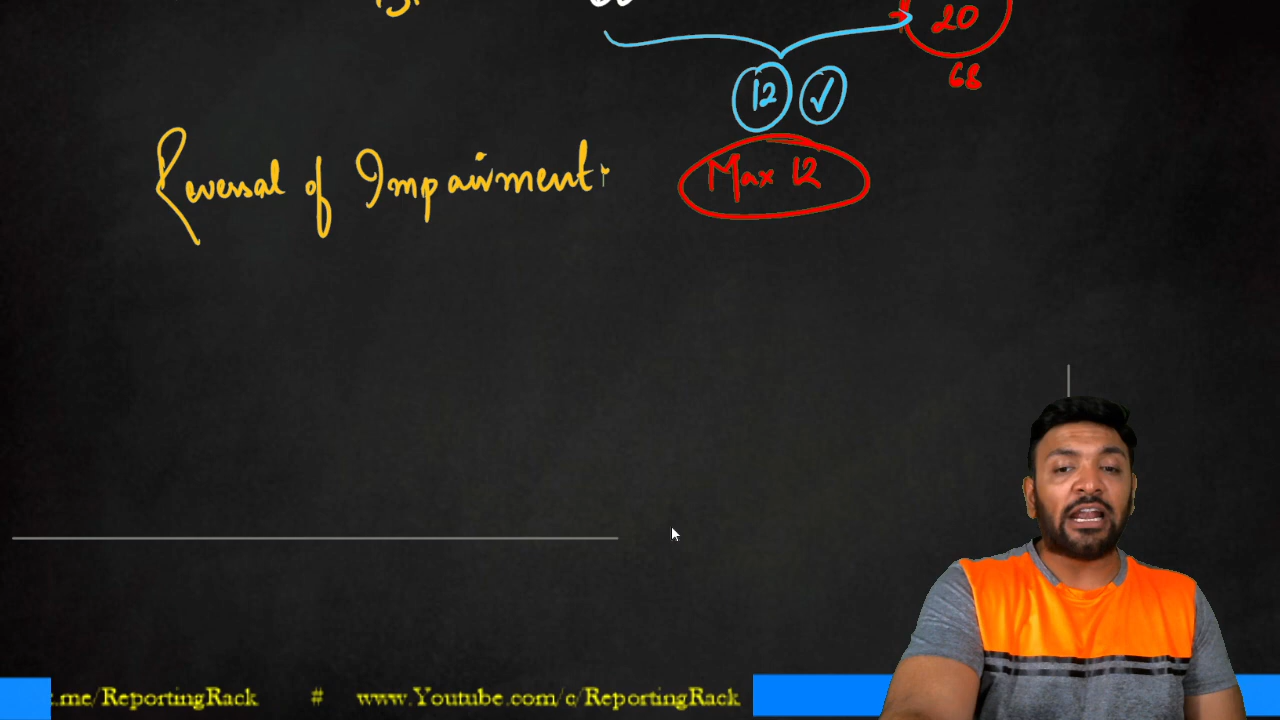 20
68
12 ✓
Reversal of Impairment: Max 12
t.me/ReportingRack # www.Youtube.com/c/ReportingRack